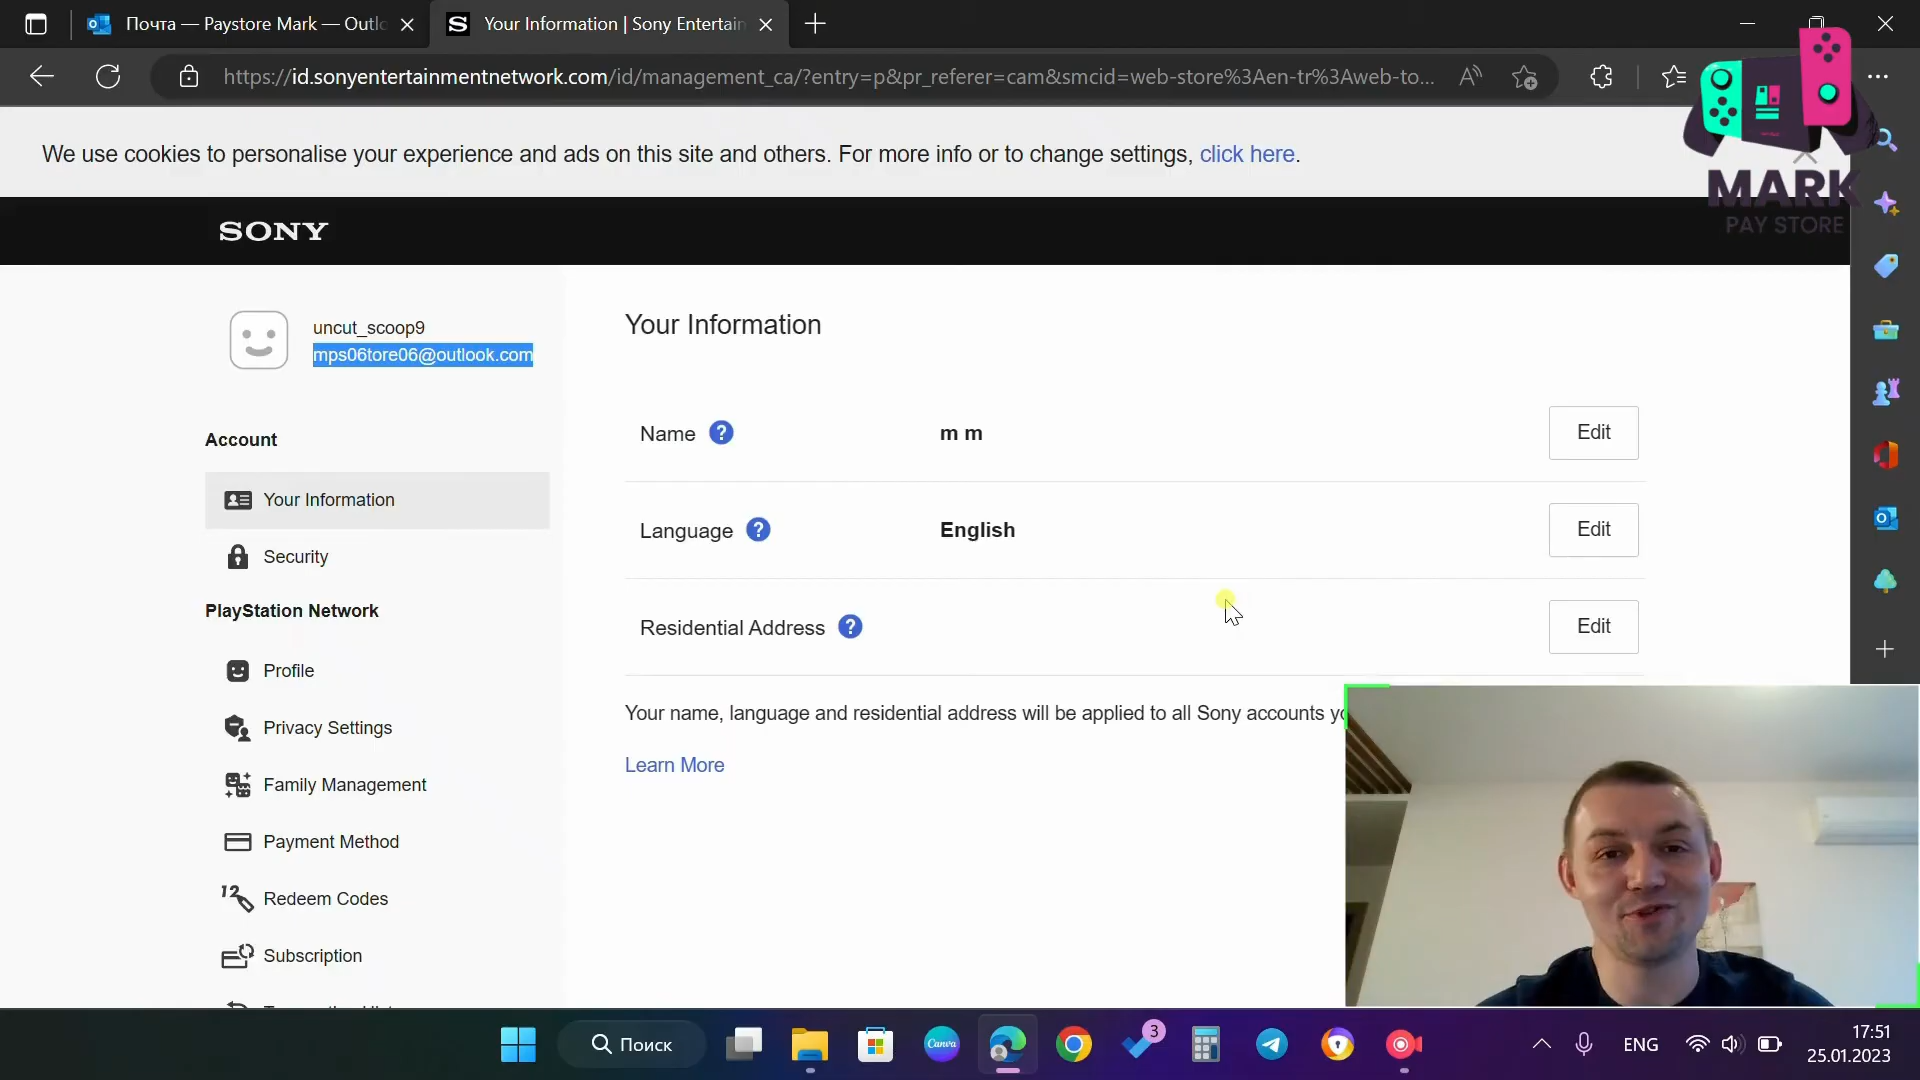 Почта — Paystore Mark — Outlo
Your Information | Sony Entertain
https://id.sonyentertainmentnetwork.com/id/management_ca/?entry=p&pr_referer=cam&smcid=web-store%3Aen-tr%3Aweb-to...
We use cookies to personalise your experience and ads on this site and others. For more info or to change settings, click here.
MARK
PAY STORE
SONY
uncut_scoop9
mps06tore06@outlook.com
Account
Your Information
Security
PlayStation Network
Profile
Privacy Settings
Family Management
Payment Method
Redeem Codes
Subscription
Your Information
Name ?
m m
Edit
Language ?
English
Edit
Residential Address ?
Edit
Your name, language and residential address will be applied to all Sony accounts
Learn More
Поиск
Canva
3
ENG
17:51
25.01.2023